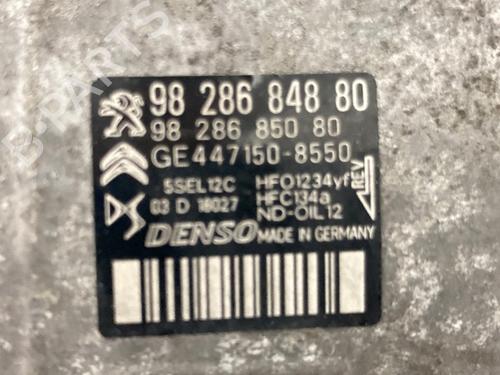 98 286 848 80
98 286 850 80
GE447150-8550
5SEL12C HFO1234yf
03 D 18027 HFC134a
ND-OIL12
REV
DENSO MADE IN GERMANY
B-PARTS